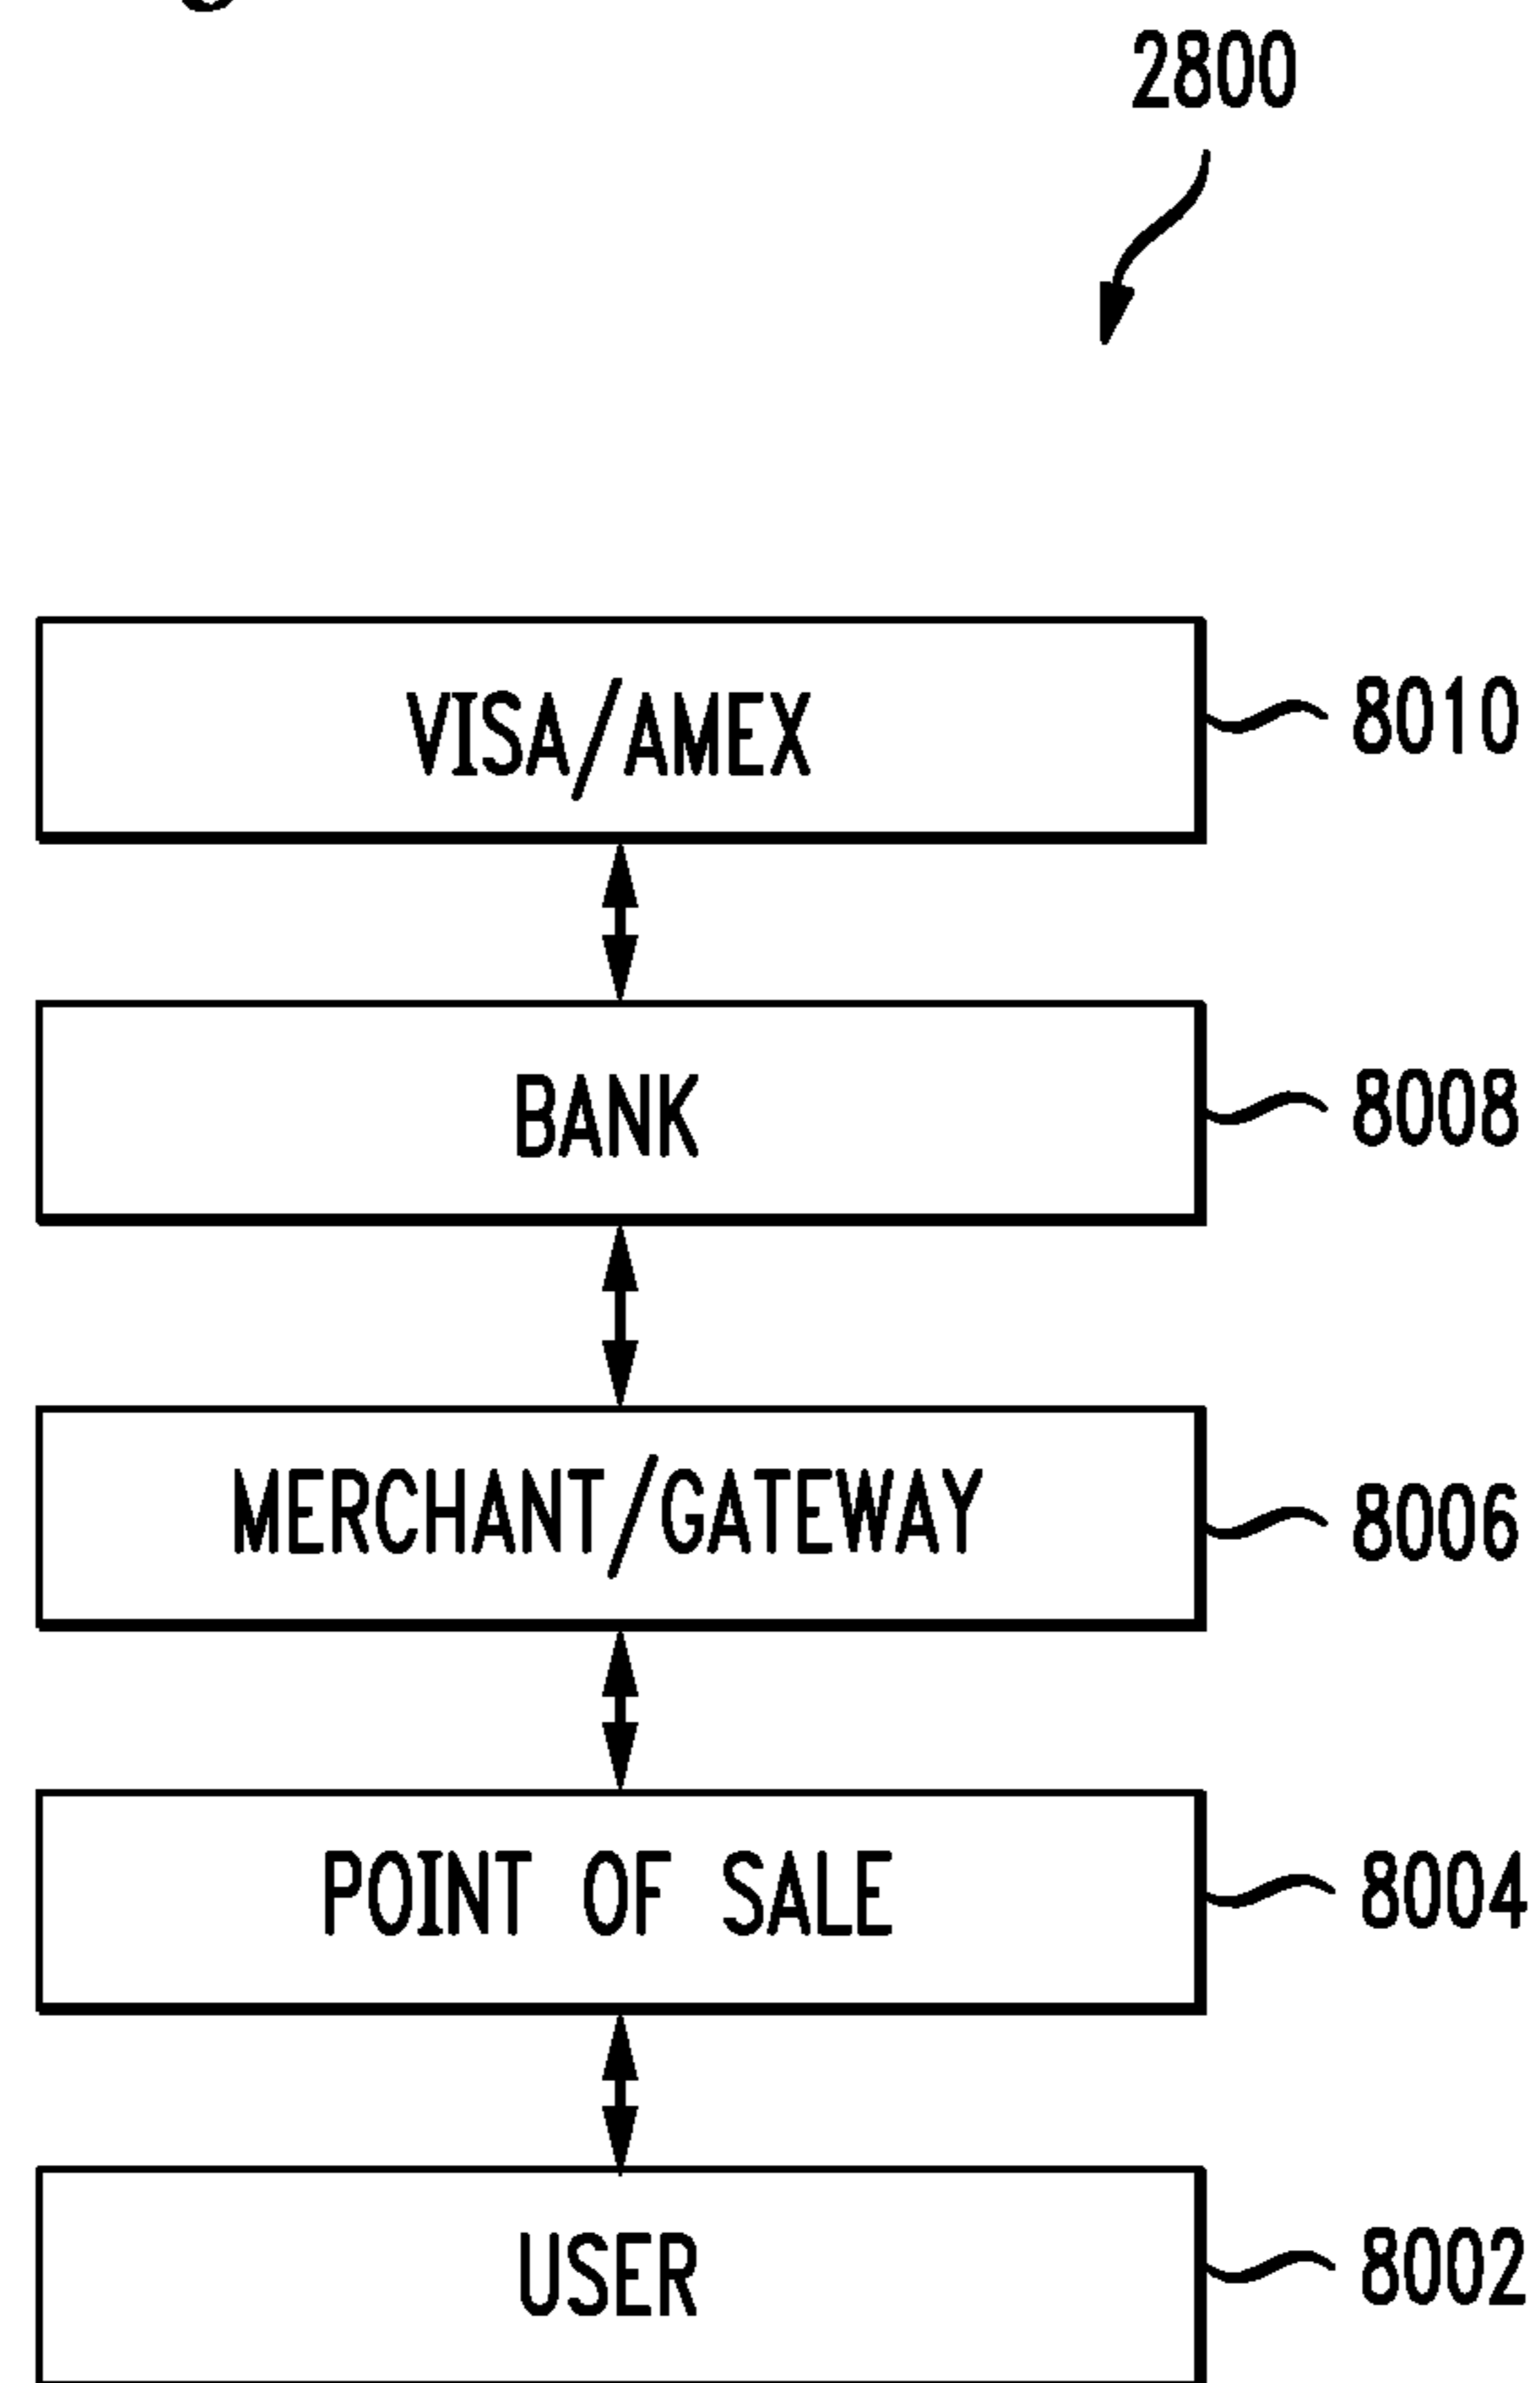 2800
VISA/AMEX 8010
BANK 8008
MERCHANT/GATEWAY 8006
POINT OF SALE 8004
USER 8002